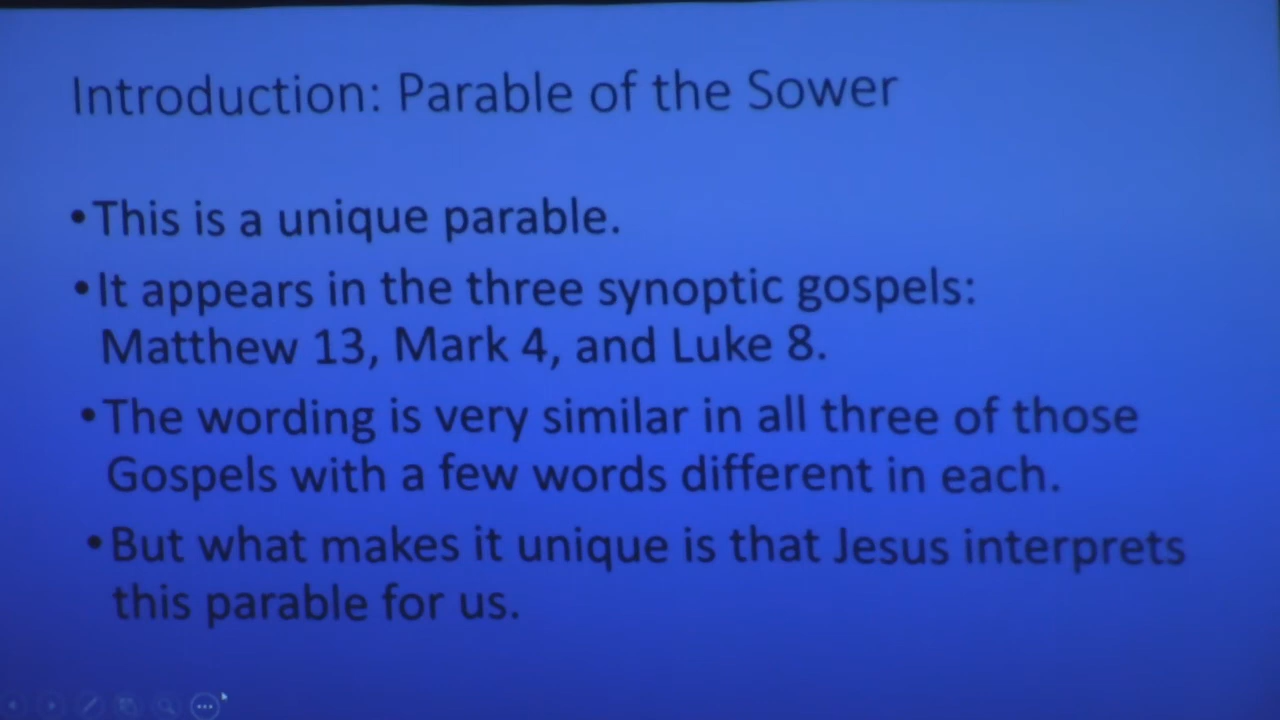 Introduction: Parable of the Sower
•This is a unique parable.
•It appears in the three synoptic gospels:
Matthew 13, Mark 4, and Luke 8.
•The wording is very similar in all three of those
Gospels with a few words different in each.
•But what makes it unique is that Jesus interprets
this parable for us.